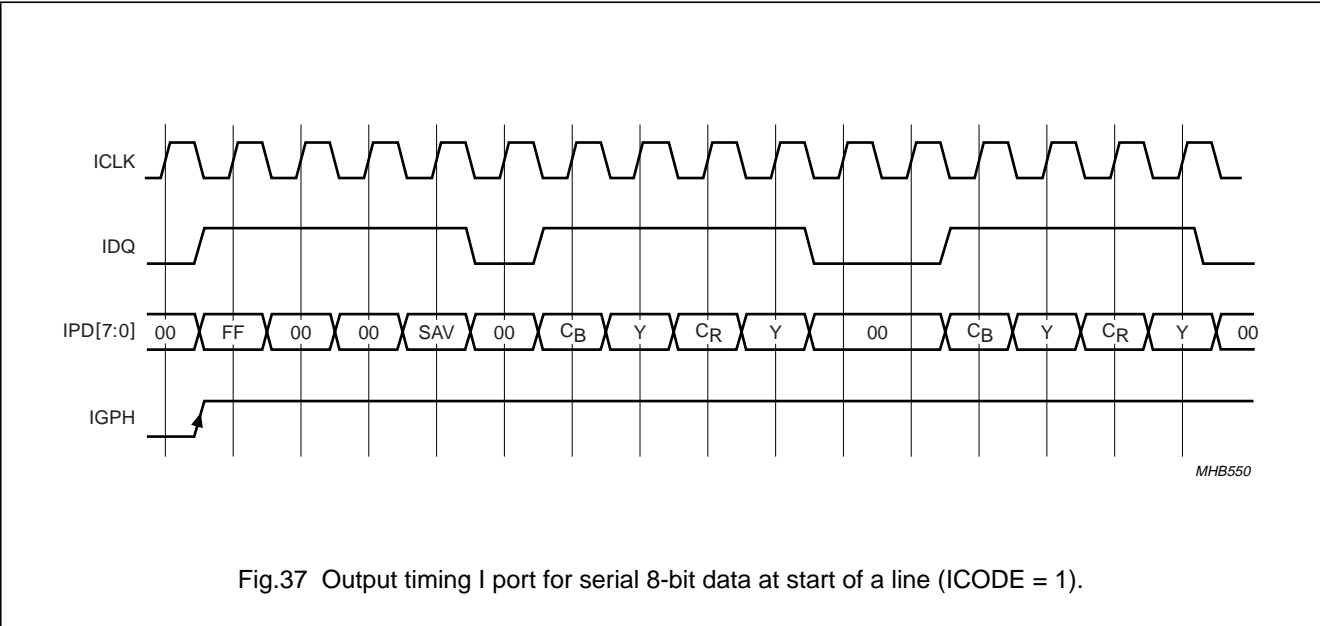 ICLK
IDQ
IPD[7:0] 00 FF 00 00 SAV 00 CB Y CR Y 00 CB Y CR Y 00
IGPH
MHB550
Fig.37 Output timing I port for serial 8-bit data at start of a line (ICODE = 1).